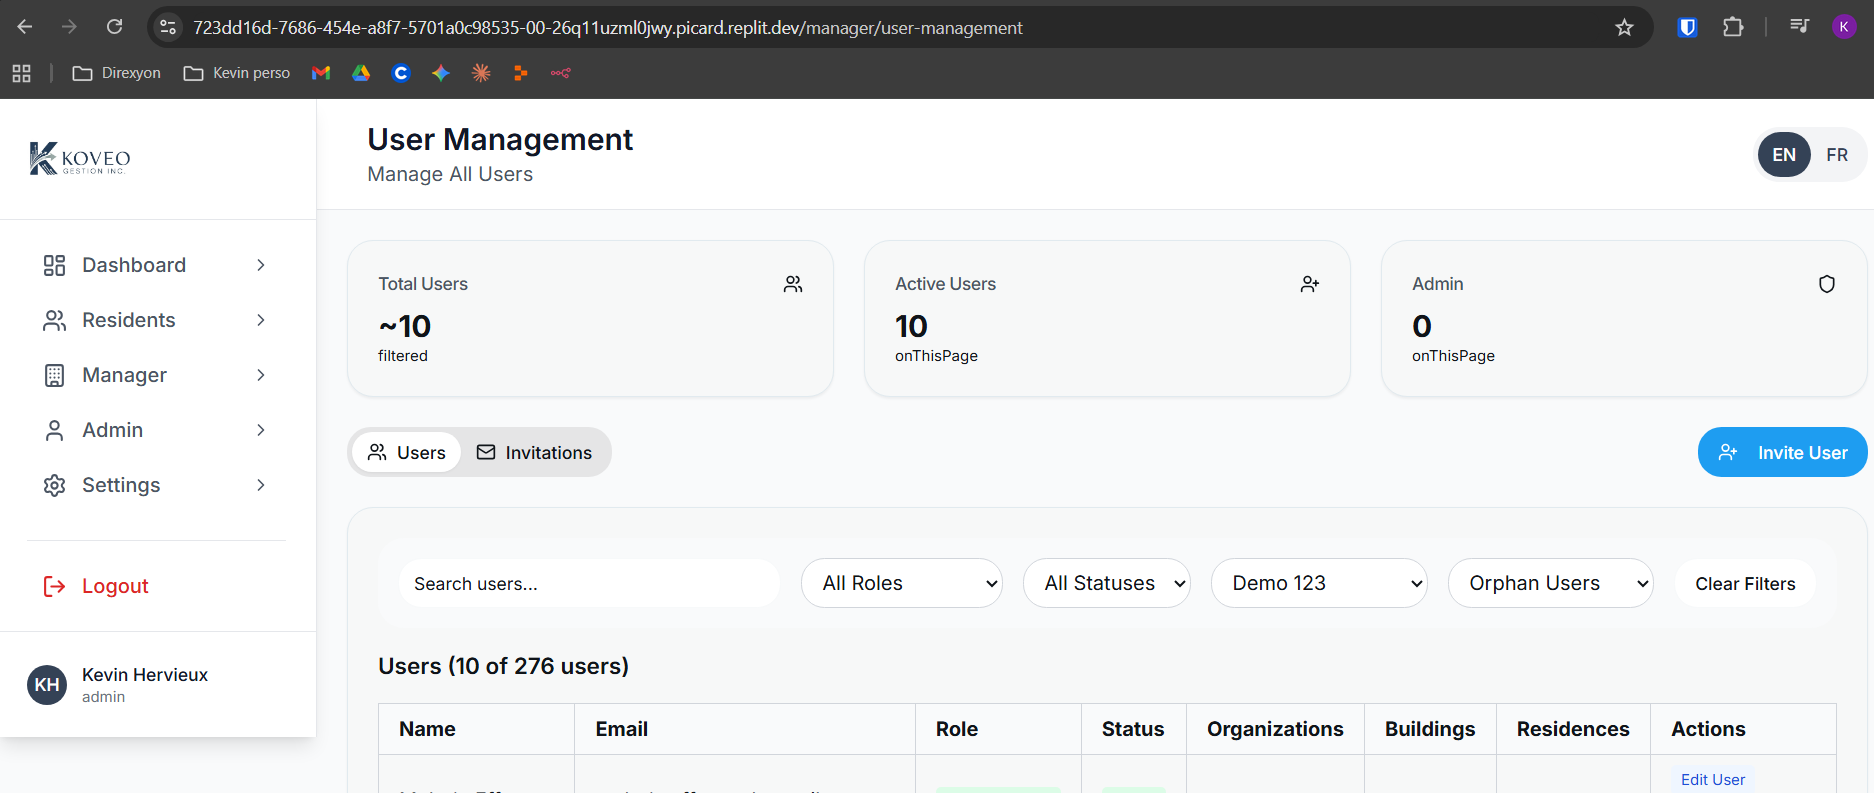 723dd16d-7686-454e-a8f7-5701a0c98535-00-26q11uzml0jwy.picard.replit.dev/manager/user-management
K
Direxyon
Kevin perso
KOVEO
GESTION INC.
User Management
Manage All Users
EN FR
Dashboard
Residents
Manager
Admin
Settings
Logout
KH
Kevin Hervieux
admin
Total Users
~10
filtered
Active Users
10
onThisPage
Admin
0
onThisPage
Users
Invitations
Invite User
Search users...
All Roles
All Statuses
Demo 123
Orphan Users
Clear Filters
Users (10 of 276 users)
Name Email Role Status Organizations Buildings Residences Actions
Edit User